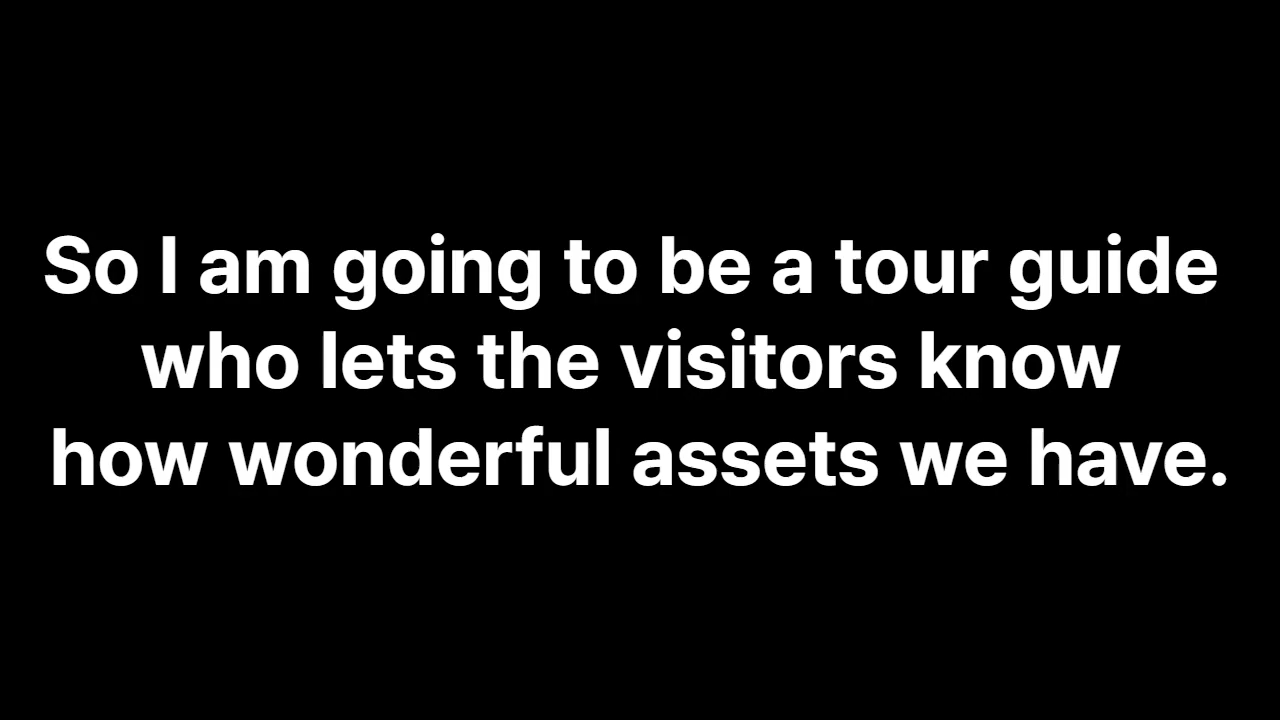 So I am going to be a tour guide
who lets the visitors know
how wonderful assets we have.